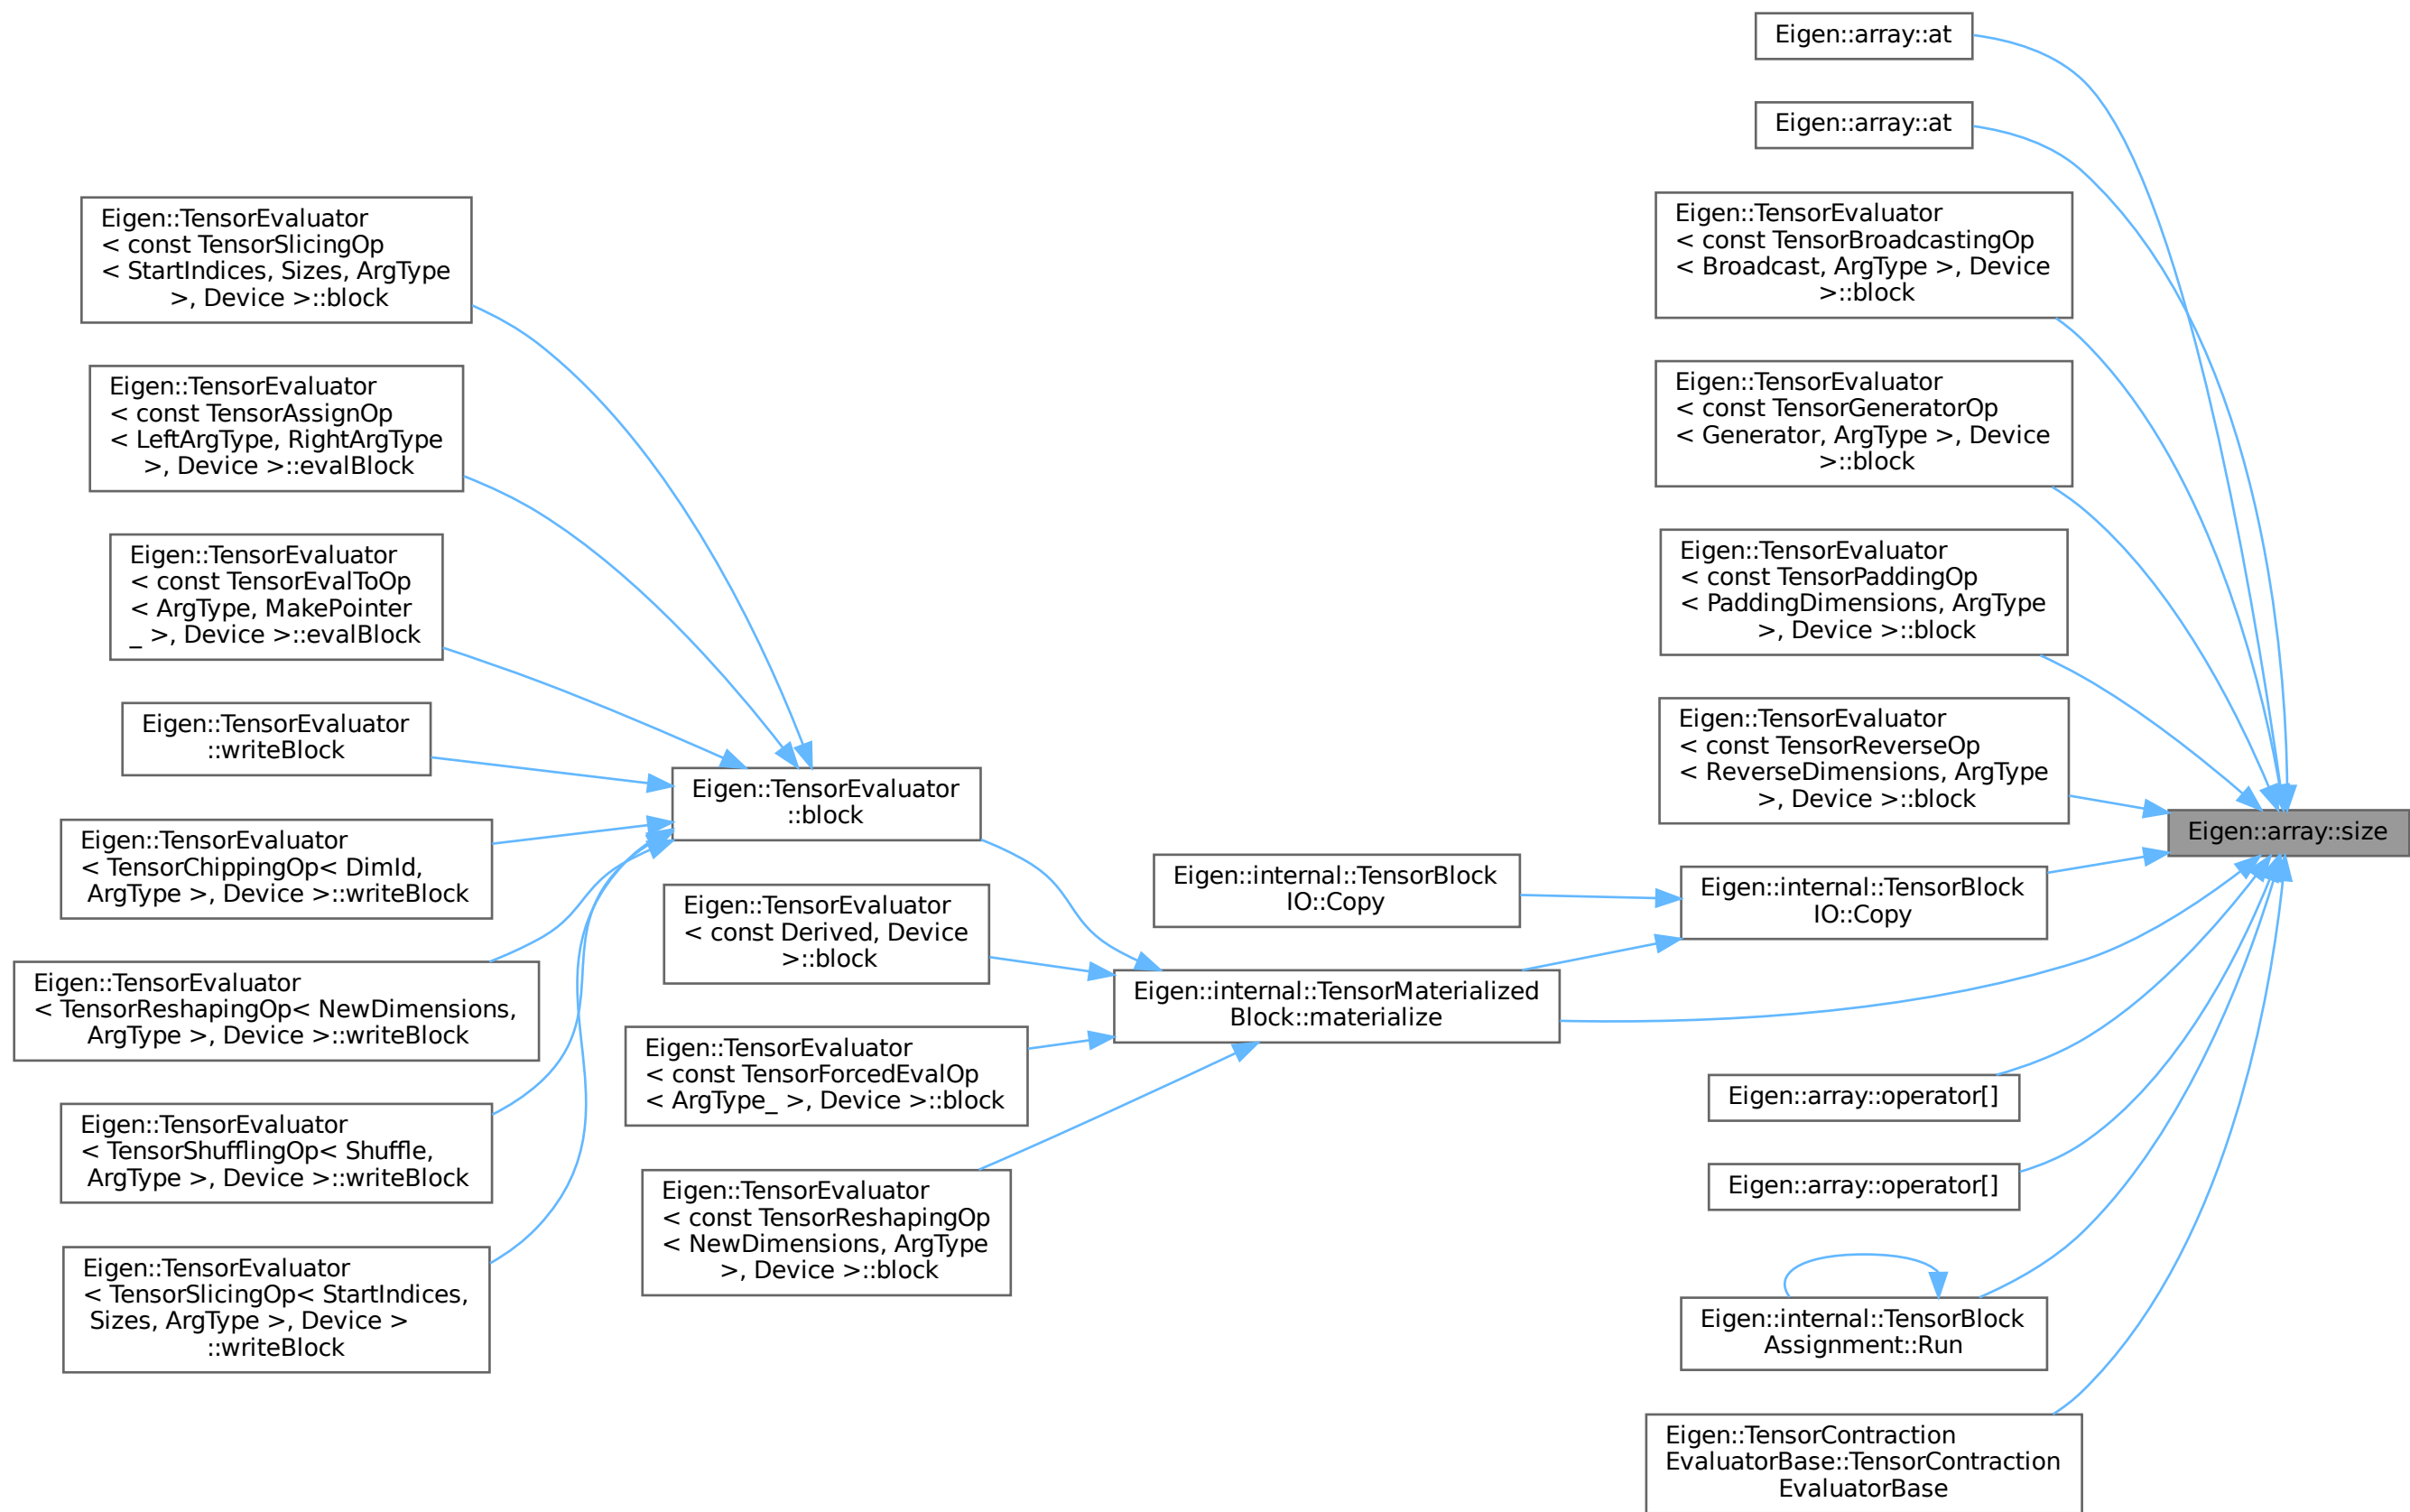 Eigen::array::at
Eigen::array::at
Eigen::TensorEvaluator
< const TensorBroadcastingOp
< Broadcast, ArgType >, Device
>::block
Eigen::TensorEvaluator
< const TensorGeneratorOp
< Generator, ArgType >, Device
>::block
Eigen::TensorEvaluator
< const TensorPaddingOp
< PaddingDimensions, ArgType
>, Device >::block
Eigen::TensorEvaluator
< const TensorReverseOp
< ReverseDimensions, ArgType
>, Device >::block
Eigen::array::size
Eigen::internal::TensorBlock
IO::Copy
Eigen::internal::TensorBlock
IO::Copy
Eigen::internal::TensorMaterialized
Block::materialize
Eigen::array::operator[]
Eigen::array::operator[]
Eigen::internal::TensorBlock
Assignment::Run
Eigen::TensorContraction
EvaluatorBase::TensorContraction
EvaluatorBase
Eigen::TensorEvaluator
::block
Eigen::TensorEvaluator
< const Derived, Device
>::block
Eigen::TensorEvaluator
< const TensorForcedEvalOp
< ArgType_ >, Device >::block
Eigen::TensorEvaluator
< const TensorReshapingOp
< NewDimensions, ArgType
>, Device >::block
Eigen::TensorEvaluator
< const TensorSlicingOp
< StartIndices, Sizes, ArgType
>, Device >::block
Eigen::TensorEvaluator
< const TensorAssignOp
< LeftArgType, RightArgType
>, Device >::evalBlock
Eigen::TensorEvaluator
< const TensorEvalToOp
< ArgType, MakePointer
_ >, Device >::evalBlock
Eigen::TensorEvaluator
::writeBlock
Eigen::TensorEvaluator
< TensorChippingOp< DimId,
ArgType >, Device >::writeBlock
Eigen::TensorEvaluator
< TensorReshapingOp< NewDimensions,
ArgType >, Device >::writeBlock
Eigen::TensorEvaluator
< TensorShufflingOp< Shuffle,
ArgType >, Device >::writeBlock
Eigen::TensorEvaluator
< TensorSlicingOp< StartIndices,
Sizes, ArgType >, Device >
::writeBlock